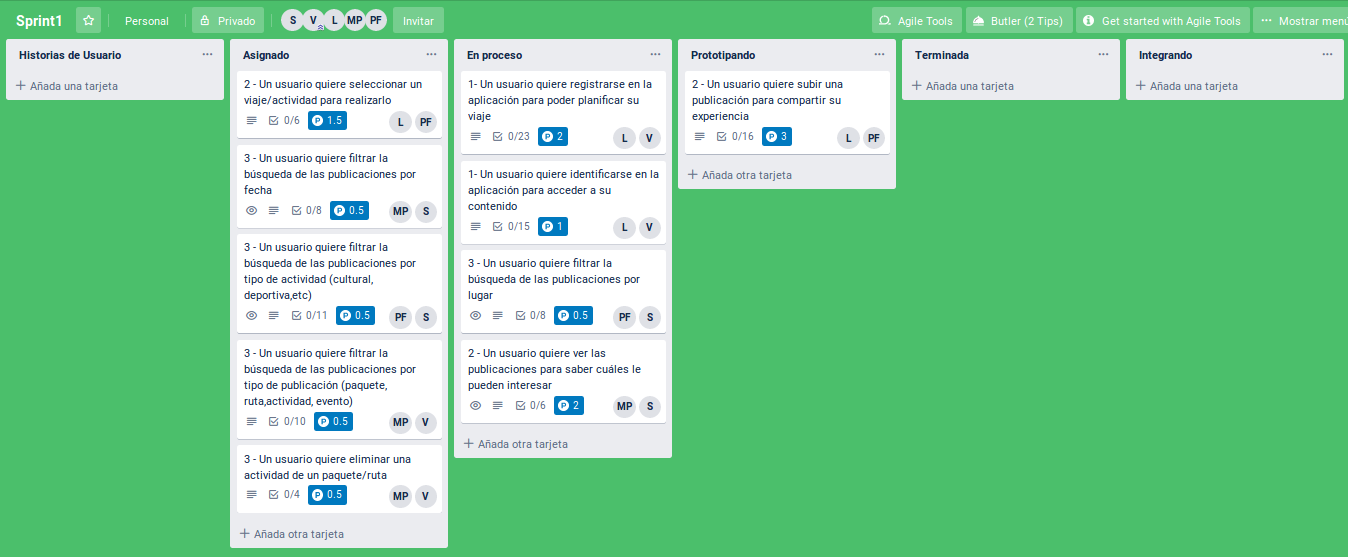 Sprint1
Personal
Privado
S V L MP PF
Invitar
Agile Tools
Butler (2 Tips)
Get started with Agile Tools
Mostrar menú
Historias de Usuario
Añada una tarjeta
Asignado
2 - Un usuario quiere seleccionar un
viaje/actividad para realizarlo
0/6 P 1.5 L PF
3 - Un usuario quiere filtrar la
búsqueda de las publicaciones por
fecha
0/8 P 0.5 MP S
3 - Un usuario quiere filtrar la
búsqueda de las publicaciones por
tipo de actividad (cultural,
deportiva,etc)
0/11 P 0.5 PF S
3 - Un usuario quiere filtrar la
búsqueda de las publicaciones por
tipo de publicación (paquete,
ruta,actividad, evento)
0/10 P 0.5 MP V
3 - Un usuario quiere eliminar una
actividad de un paquete/ruta
0/4 P 0.5 MP V
Añada otra tarjeta
En proceso
1- Un usuario quiere registrarse en la
aplicación para poder planificar su
viaje
0/23 P 2 L V
1- Un usuario quiere identificarse en la
aplicación para acceder a su
contenido
0/15 P 1 L V
3 - Un usuario quiere filtrar la
búsqueda de las publicaciones por
lugar
0/8 P 0.5 PF S
2 - Un usuario quiere ver las
publicaciones para saber cuáles le
pueden interesar
0/6 P 2 MP S
Añada otra tarjeta
Prototipando
2 - Un usuario quiere subir una
publicación para compartir su
experiencia
0/16 P 3 L PF
Añada otra tarjeta
Terminada
Añada una tarjeta
Integrando
Añada una tarjeta